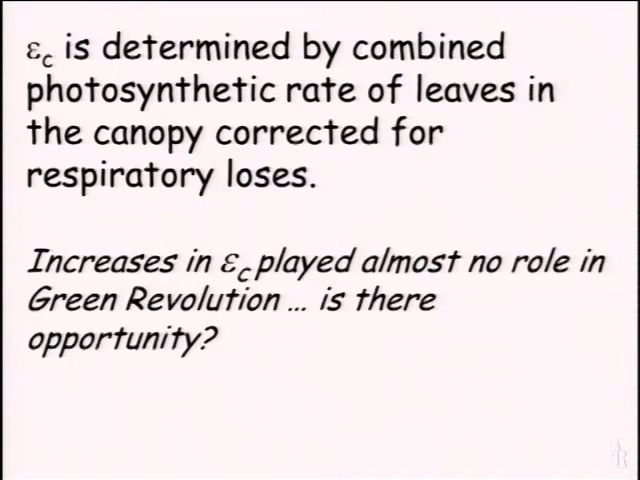 εc is determined by combined
photosynthetic rate of leaves in
the canopy corrected for
respiratory loses.
Increases in εc played almost no role in
Green Revolution … is there
opportunity?